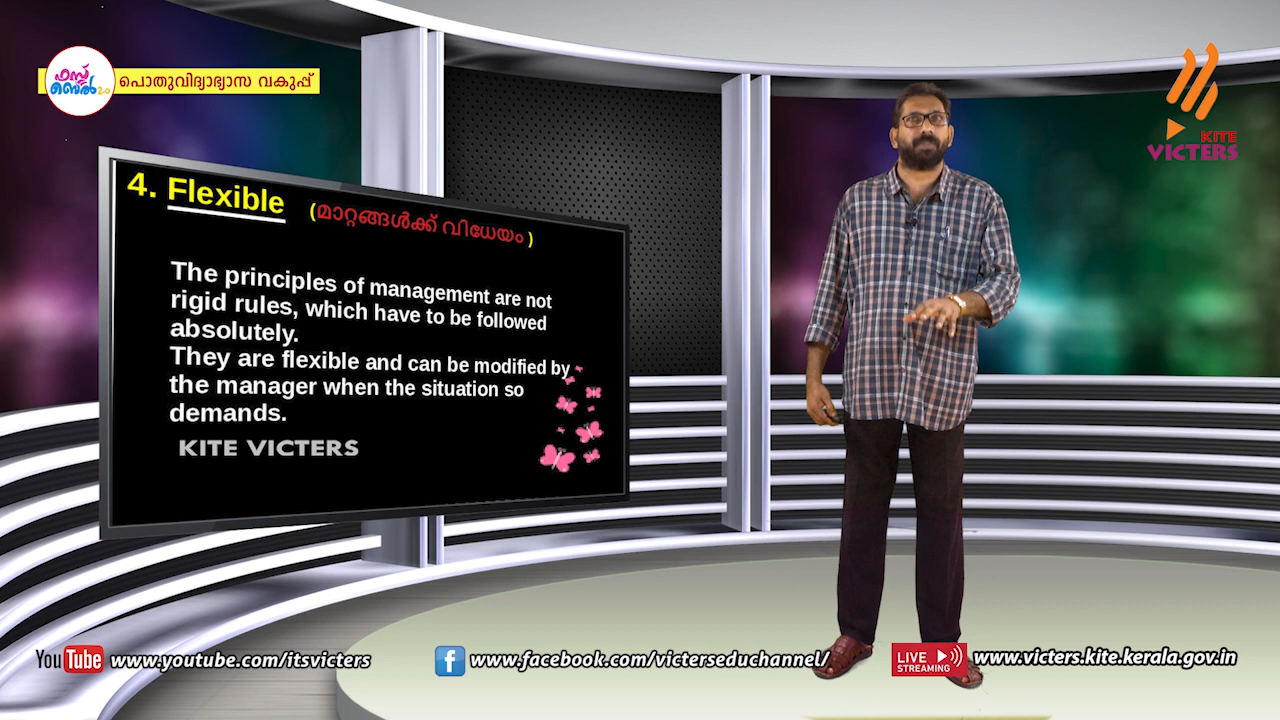 ഫസ്റ്റ്
ബെൽ 2.0
പൊതുവിദ്യാഭ്യാസ വകുപ്പ്
KITE
VICTERS
4. Flexible (മാറ്റങ്ങൾക്ക് വിധേയം)
The principles of management are not
rigid rules, which have to be followed
absolutely.
They are flexible and can be modified by
the manager when the situation so
demands.
KITE VICTERS
YouTube www.youtube.com/itsvicters
f www.facebook.com/victerseduchannel/
LIVE
STREAMING
www.victers.kite.kerala.gov.in